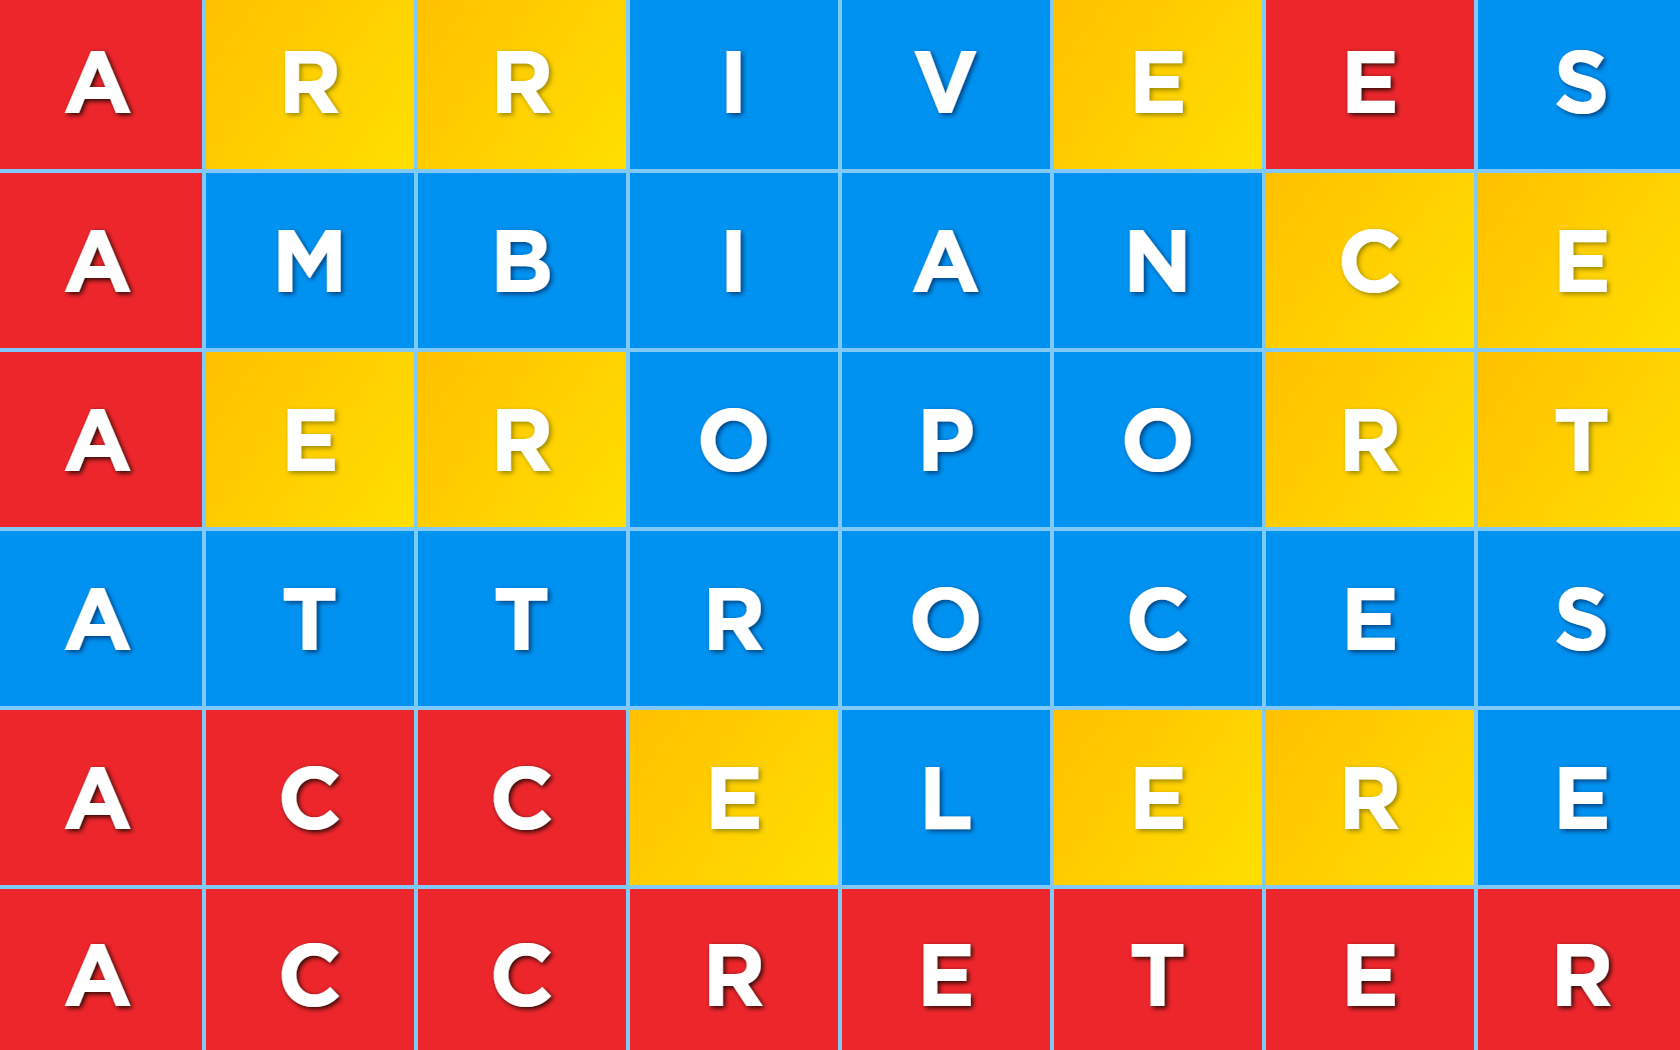 ARRIVEES
AMBIANCE
AEROPORT
ATTROCES
ACCELERE
ACCRETER